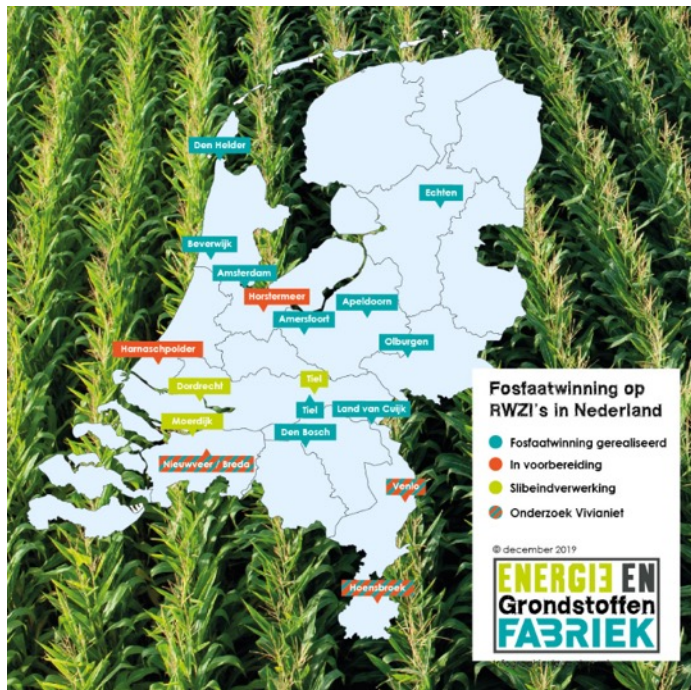 Den Helder
Echten
Beverwijk
Amsterdam
Horstermeer
Apeldoorn
Amersfoort
Olburgen
Harnaschpolder
Tiel
Dordrecht
Tiel
Land van Cuijk
Moerdijk
Den Bosch
Nieuwveer / Breda
Venlo
Hoensbroek
Fosfaatwinning op
RWZI's in Nederland
Fosfaatwinning gerealiseerd
In voorbereiding
Slibeindverwerking
Onderzoek Vivianiet
© december 2019
ENERGIE EN
Grondstoffen
FABRIEK